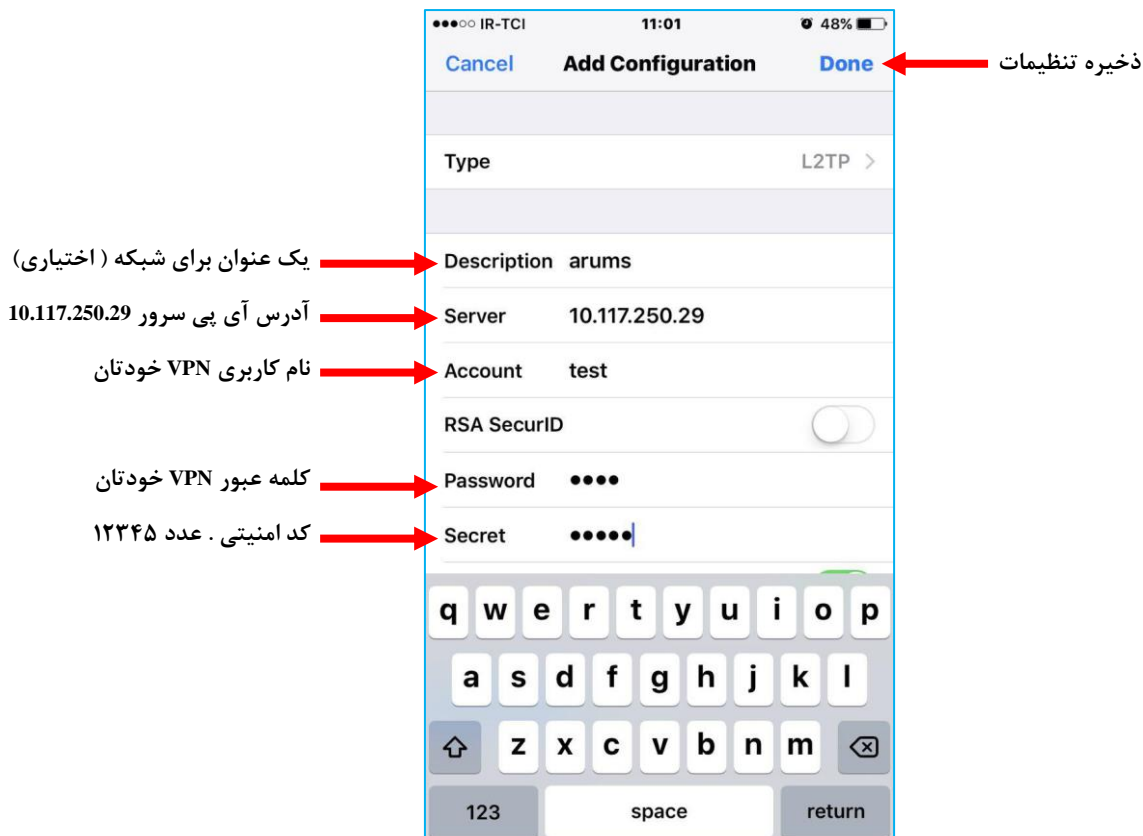 IR-TCI 11:01 48%
Cancel Add Configuration Done
ذخیره تنظیمات
Type L2TP >
یک عنوان برای شبکه ( اختیاری)
Description arums
آدرس آی پی سرور 10.117.250.29
Server 10.117.250.29
نام کاربری VPN خودتان
Account test
RSA SecurID
کلمه عبور VPN خودتان
Password ●●●●
کد امنیتی . عدد ۱۲۳۴۵
Secret ●●●●●
q w e r t y u i o p
a s d f g h j k l
z x c v b n m
123 space return